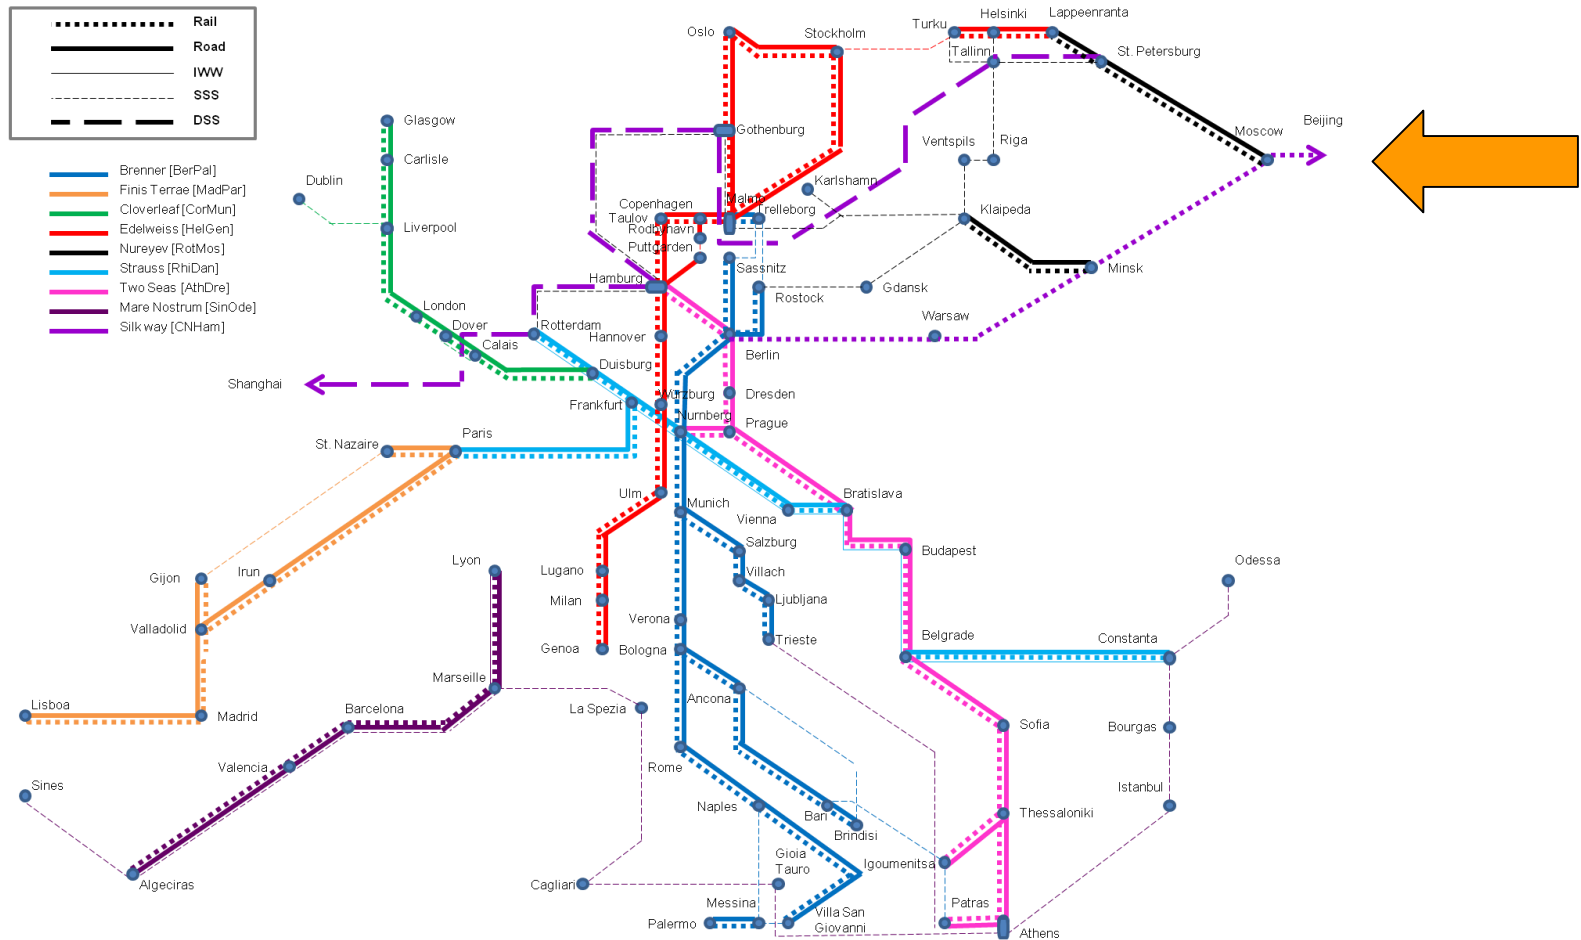 Rail
Road
IWW
SSS
DSS
Brenner [BerPal]
Finis Terrae [MadPar]
Cloverleaf [CorMun]
Edelweiss [HelGen]
Nureyev [RotMos]
Strauss [RhiDan]
Two Seas [AthDre]
Mare Nostrum [SinOde]
Silk way [CNHam]
Oslo
Stockholm
Turku
Helsinki
Lappeenranta
Tallinn
St. Petersburg
Glasgow
Gothenburg
Moscow
Beijing
Carlisle
Ventspils
Riga
Dublin
Karlshamn
Liverpool
Copenhagen
Malmo
Taulov
Trelleborg
Rodbyhavn
Klaipeda
Puttgarden
Sassnitz
Minsk
Hamburg
Rostock
Gdansk
London
Dover
Rotterdam
Hannover
Warsaw
Calais
Berlin
Duisburg
Shanghai
Frankfurt
Wurzburg
Dresden
Nurnberg
Prague
St. Nazaire
Paris
Ulm
Munich
Vienna
Bratislava
Salzburg
Budapest
Lyon
Gijon
Irun
Lugano
Villach
Odessa
Milan
Ljubljana
Valladolid
Verona
Genoa
Bologna
Trieste
Belgrade
Constanta
Marseille
Lisboa
Madrid
Barcelona
La Spezia
Ancona
Sofia
Bourgas
Valencia
Rome
Sines
Naples
Bari
Brindisi
Thessaloniki
Istanbul
Gioia
Tauro
Igoumenitsa
Algeciras
Cagliari
Messina
Palermo
Villa San
Giovanni
Patras
Athens